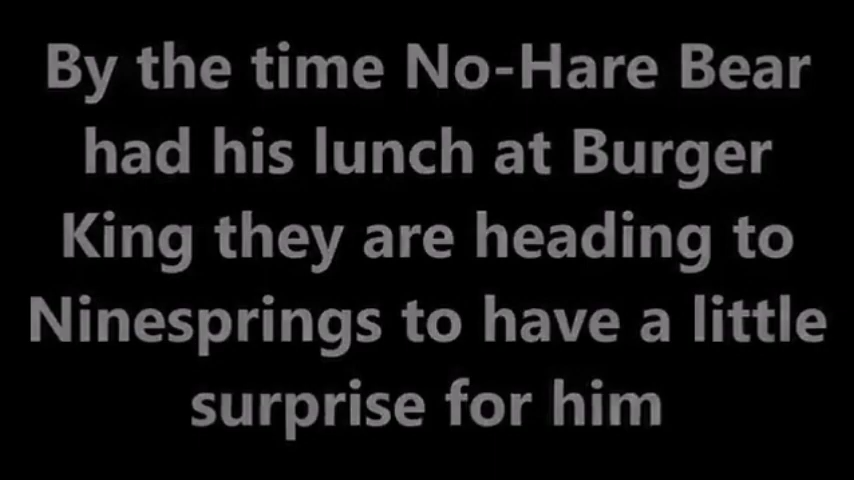 By the time No-Hare Bear
had his lunch at Burger
King they are heading to
Ninesprings to have a little
surprise for him